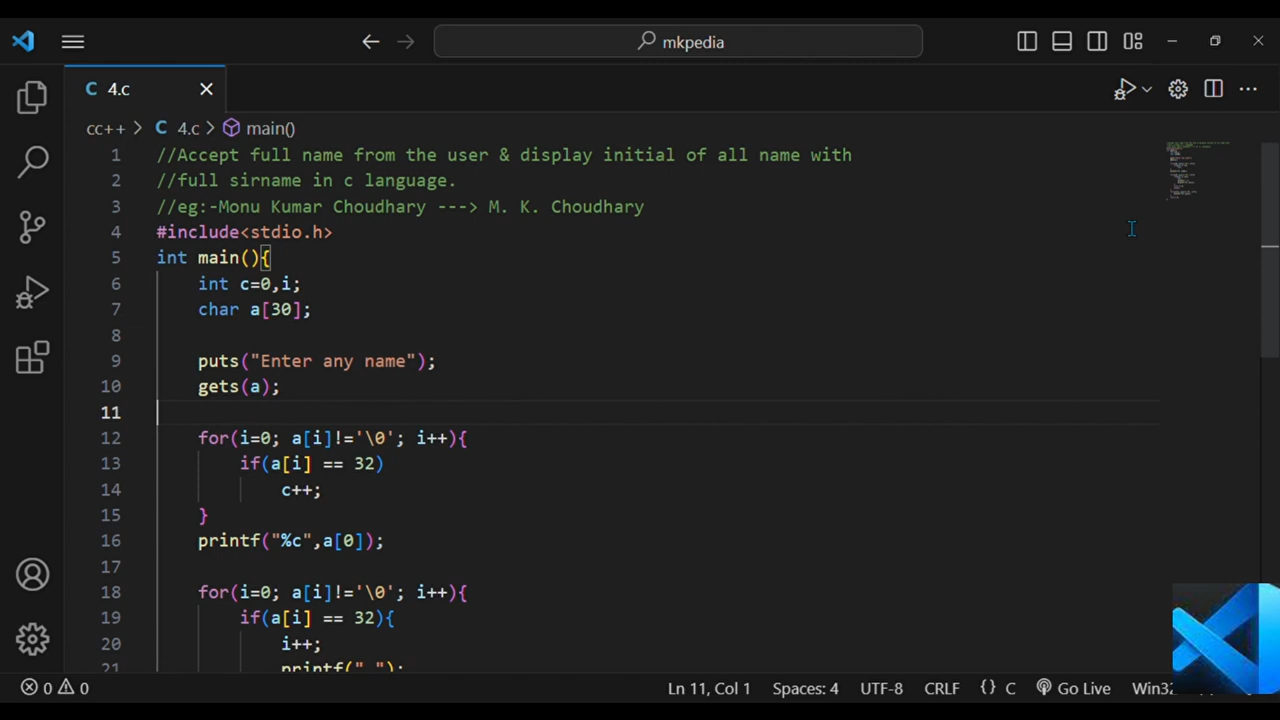 mkpedia
4.c
cc++ > C 4.c > main()
1 //Accept full name from the user & display initial of all name with
2 //full sirname in c language.
3 //eg:-Monu Kumar Choudhary ---> M. K. Choudhary
4 #include<stdio.h>
5 int main(){
6 int c=0,i;
7 char a[30];
8
9 puts("Enter any name");
10 gets(a);
11
12 for(i=0; a[i]!='\0'; i++){
13 if(a[i] == 32)
14 c++;
15 }
16 printf("%c",a[0]);
17
18 for(i=0; a[i]!='\0'; i++){
19 if(a[i] == 32){
20 i++;
21
0 0 Ln 11, Col 1 Spaces: 4 UTF-8 CRLF {} C Go Live